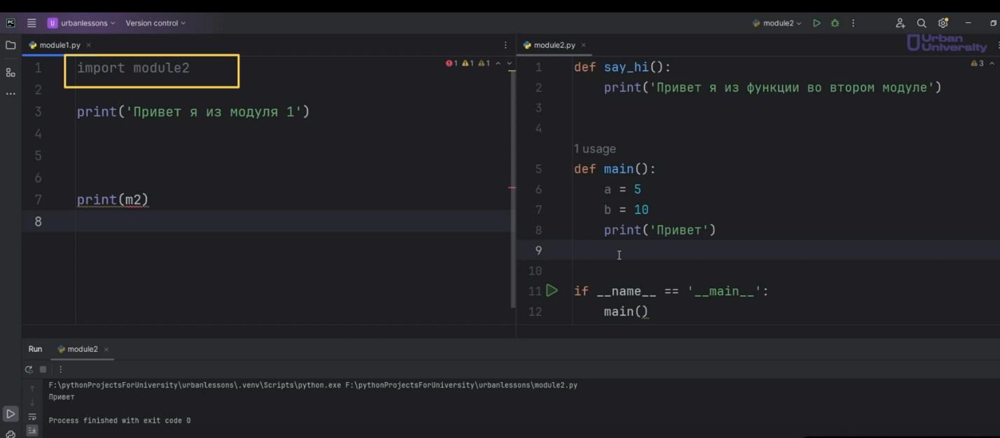 PC
U urbanlessons
Version control
module2
Urban
University
module1.py
module2.py
1 import module2
2
3 print('Привет я из модуля 1')
4
5
6
7 print(m2)
8
1 1 1
1 def say_hi():
2 print('Привет я из функции во втором модуле')
3
4
1 usage
5 def main():
6 a = 5
7 b = 10
8 print('Привет')
9
10
11 if __name__ == '__main__':
12 main()
3
Run module2
F:\pythonProjectsForUniversity\urbanlessons\.venv\Scripts\python.exe F:\pythonProjectsForUniversity\urbanlessons\module2.py
Привет
Process finished with exit code 0